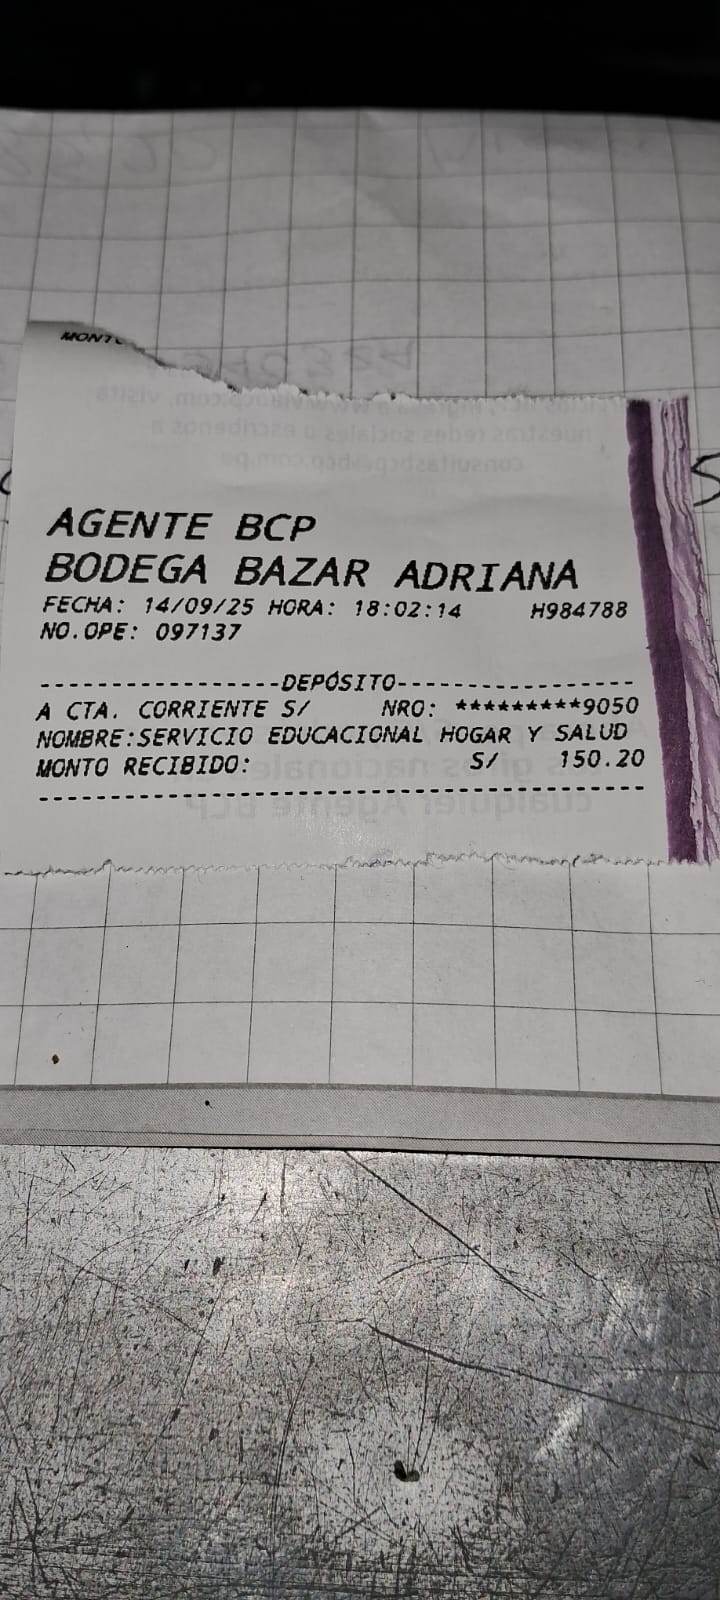 AGENTE BCP
BODEGA BAZAR ADRIANA
FECHA: 14/09/25 HORA: 18:02:14 H984788
NO.OPE: 097137
-----------------DEPÓSITO-----------------
A CTA. CORRIENTE S/ NRO: *********9050
NOMBRE:SERVICIO EDUCACIONAL HOGAR Y SALUD
MONTO RECIBIDO: S/ 150.20